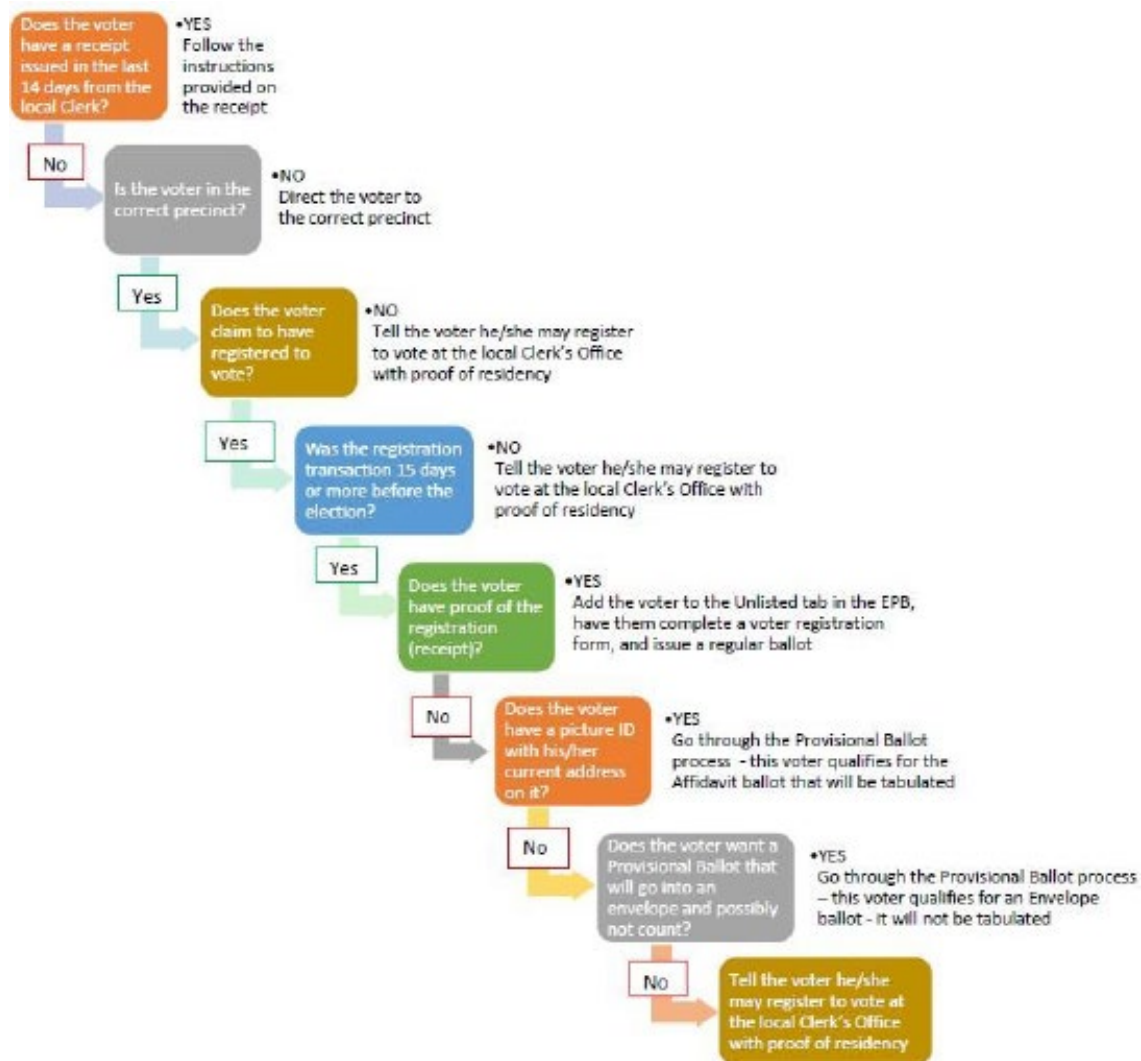 Does the voter
have a receipt
issued in the last
14 days from the
local Clerk?
•YES
Follow the
instructions
provided on
the receipt
No
Is the voter in the
correct precinct?
•NO
Direct the voter to
the correct precinct
Yes
Does the voter
claim to have
registered to
vote?
•NO
Tell the voter he/she may register
to vote at the local Clerk's Office
with proof of residency
Yes
Was the registration
transaction 15 days
or more before the
election?
•NO
Tell the voter he/she may register to
vote at the local Clerk's Office with
proof of residency
Yes
Does the voter
have proof of the
registration
(receipt)?
•YES
Add the voter to the Unlisted tab in the EPB,
have them complete a voter registration
form, and issue a regular ballot
No
Does the voter
have a picture ID
with his/her
current address
on it?
•YES
Go through the Provisional Ballot
process - this voter qualifies for the
Affidavit ballot that will be tabulated
No
Does the voter want a
Provisional Ballot that
will go into an
envelope and possibly
not count?
•YES
Go through the Provisional Ballot process
– this voter qualifies for an Envelope
ballot - it will not be tabulated
No
Tell the voter he/she
may register to vote at
the local Clerk's Office
with proof of residency